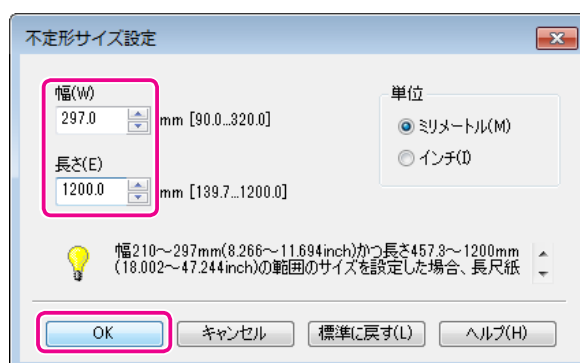 不定形サイズ設定
幅(W)
297.0 mm [90.0...320.0]
長さ(E)
1200.0 mm [139.7...1200.0]
単位
ミリメートル(M)
インチ(I)
幅210～297mm(8.266～11.694inch)かつ長さ457.3～1200mm
(18.002～47.244inch)の範囲のサイズを設定した場合、長尺紙
OK キャンセル 標準に戻す(L) ヘルプ(H)